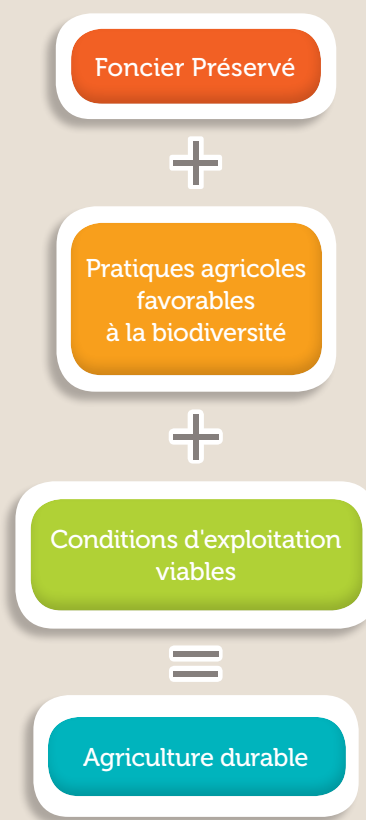 Foncier Préservé
+
Pratiques agricoles
favorables
à la biodiversité
+
Conditions d'exploitation
viables
=
Agriculture durable